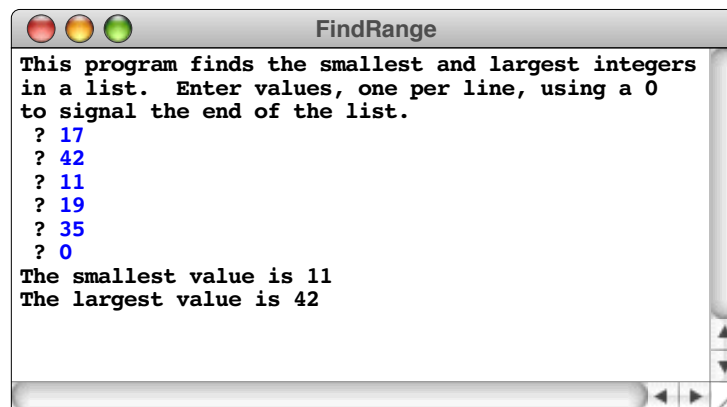 FindRange
This program finds the smallest and largest integers
in a list.  Enter values, one per line, using a 0
to signal the end of the list.
 ? 17
 ? 42
 ? 11
 ? 19
 ? 35
 ? 0
The smallest value is 11
The largest value is 42